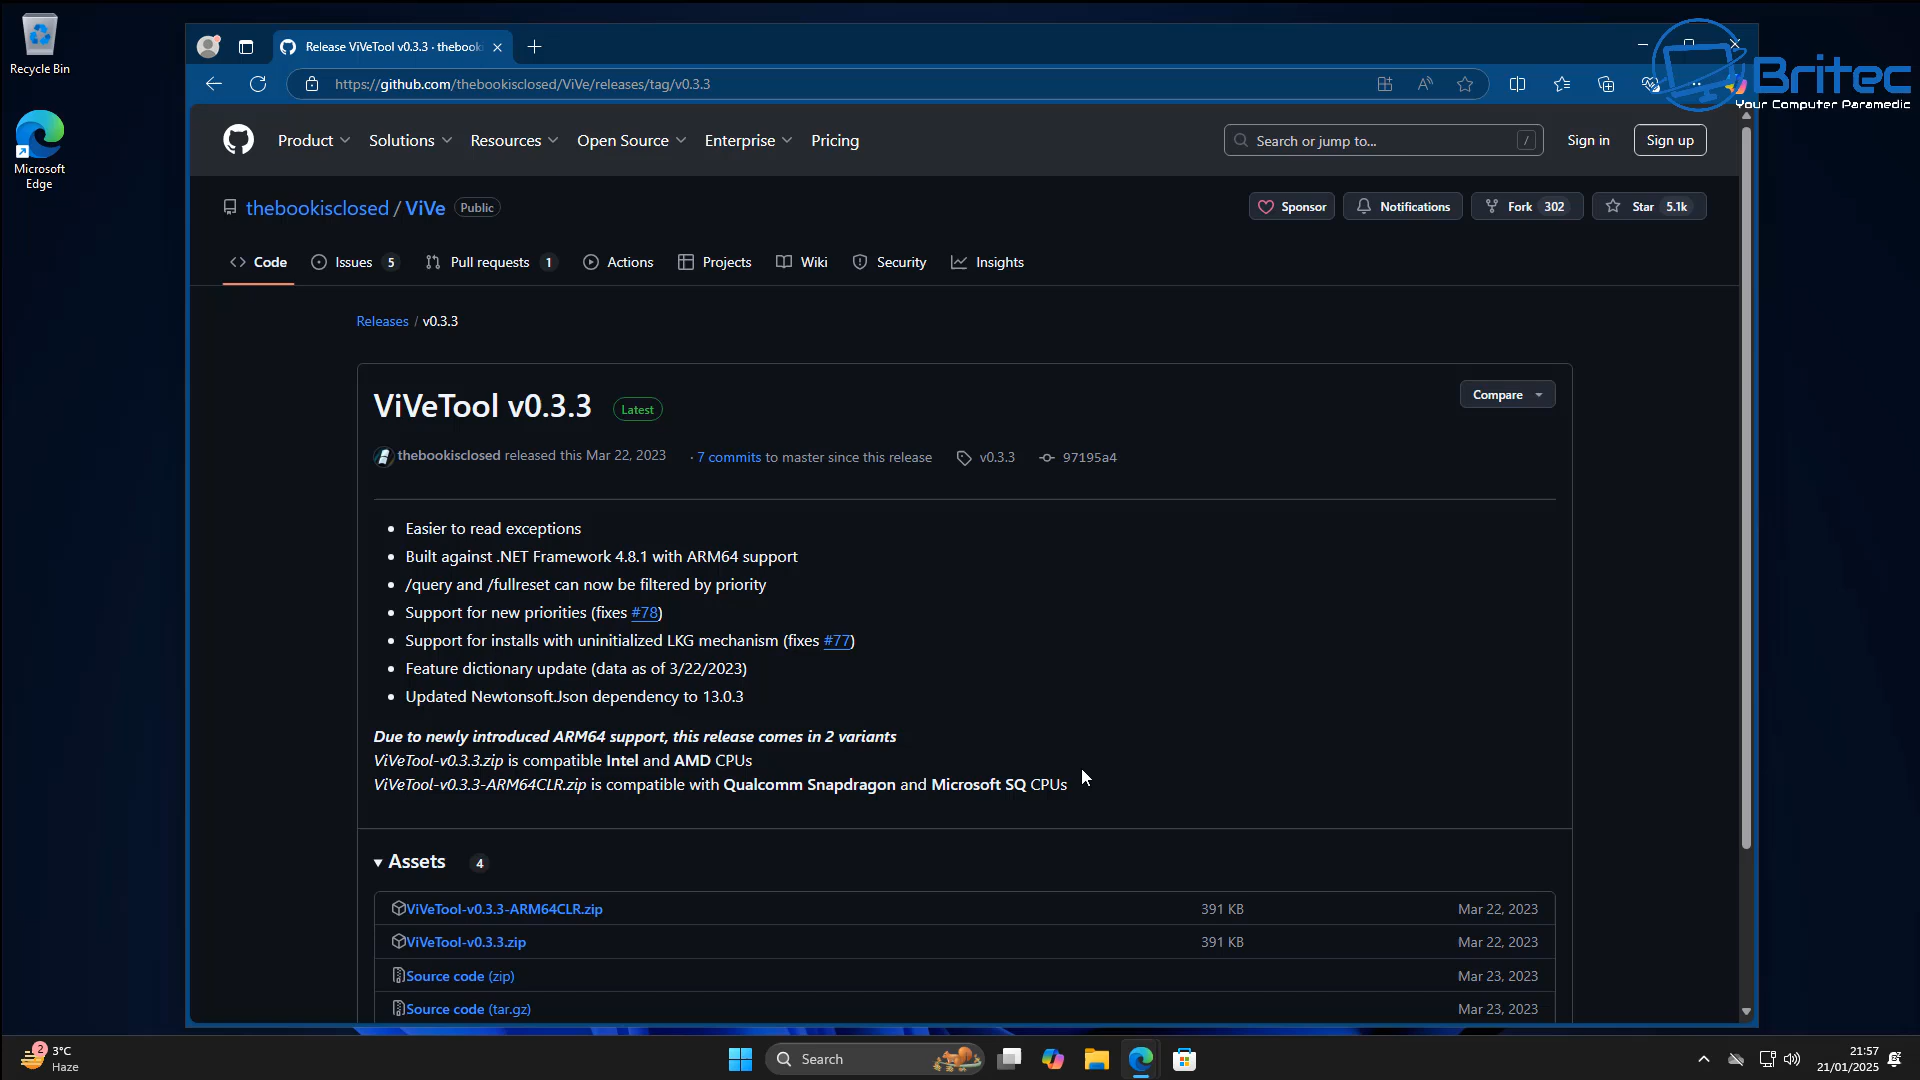 Recycle Bin
Microsoft
Edge
Release ViVeTool v0.3.3 · thebook
https://github.com/thebookisclosed/ViVe/releases/tag/v0.3.3
Britec
Your Computer Paramedic
Product
Solutions
Resources
Open Source
Enterprise
Pricing
Search or jump to...
/
Sign in
Sign up
thebookisclosed / ViVe Public
Sponsor
Notifications
Fork 302
Star 5.1k
Code
Issues 5
Pull requests 1
Actions
Projects
Wiki
Security
Insights
Releases / v0.3.3
ViVeTool v0.3.3 Latest
Compare
thebookisclosed released this Mar 22, 2023 · 7 commits to master since this release v0.3.3 97195a4
• Easier to read exceptions
• Built against .NET Framework 4.8.1 with ARM64 support
• /query and /fullreset can now be filtered by priority
• Support for new priorities (fixes #78)
• Support for installs with uninitialized LKG mechanism (fixes #77)
• Feature dictionary update (data as of 3/22/2023)
• Updated Newtonsoft.Json dependency to 13.0.3
Due to newly introduced ARM64 support, this release comes in 2 variants
ViVeTool-v0.3.3.zip is compatible Intel and AMD CPUs
ViVeTool-v0.3.3-ARM64CLR.zip is compatible with Qualcomm Snapdragon and Microsoft SQ CPUs
Assets 4
ViVeTool-v0.3.3-ARM64CLR.zip 391 KB Mar 22, 2023
ViVeTool-v0.3.3.zip 391 KB Mar 22, 2023
Source code (zip) Mar 23, 2023
Source code (tar.gz) Mar 23, 2023
2
3°C
Haze
Search
21:57
21/01/2025